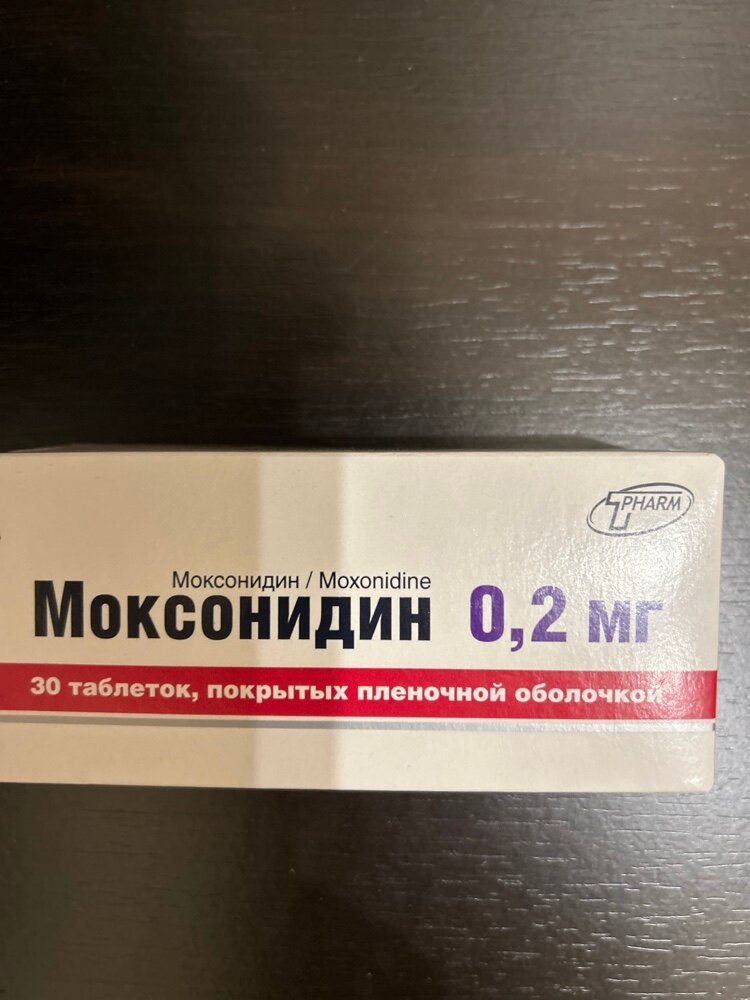 PHARM
Моксонидин / Moxonidine
Моксонидин 0,2 мг
30 таблеток, покрытых пленочной оболочкой